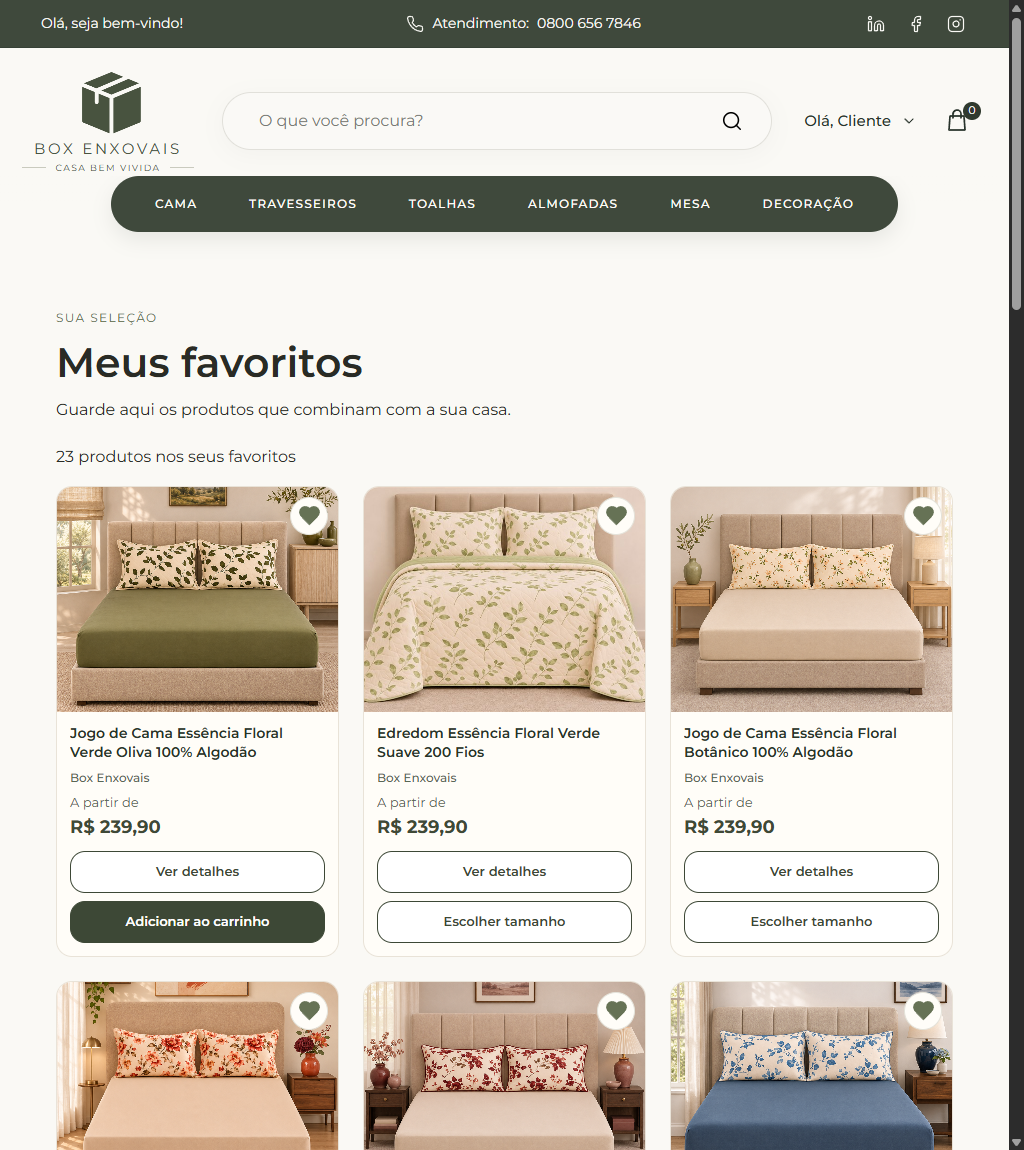 Olá, seja bem-vindo!
Atendimento: 0800 656 7846
BOX ENXOVAIS
CASA BEM VIVIDA
O que você procura?
Olá, Cliente
0
CAMA TRAVESSEIROS TOALHAS ALMOFADAS MESA DECORAÇÃO
SUA SELEÇÃO
Meus favoritos
Guarde aqui os produtos que combinam com a sua casa.
23 produtos nos seus favoritos
Jogo de Cama Essência Floral
Verde Oliva 100% Algodão
Box Enxovais
A partir de
R$ 239,90
Ver detalhes
Adicionar ao carrinho
Edredom Essência Floral Verde
Suave 200 Fios
Box Enxovais
A partir de
R$ 239,90
Ver detalhes
Escolher tamanho
Jogo de Cama Essência Floral
Botânico 100% Algodão
Box Enxovais
A partir de
R$ 239,90
Ver detalhes
Escolher tamanho